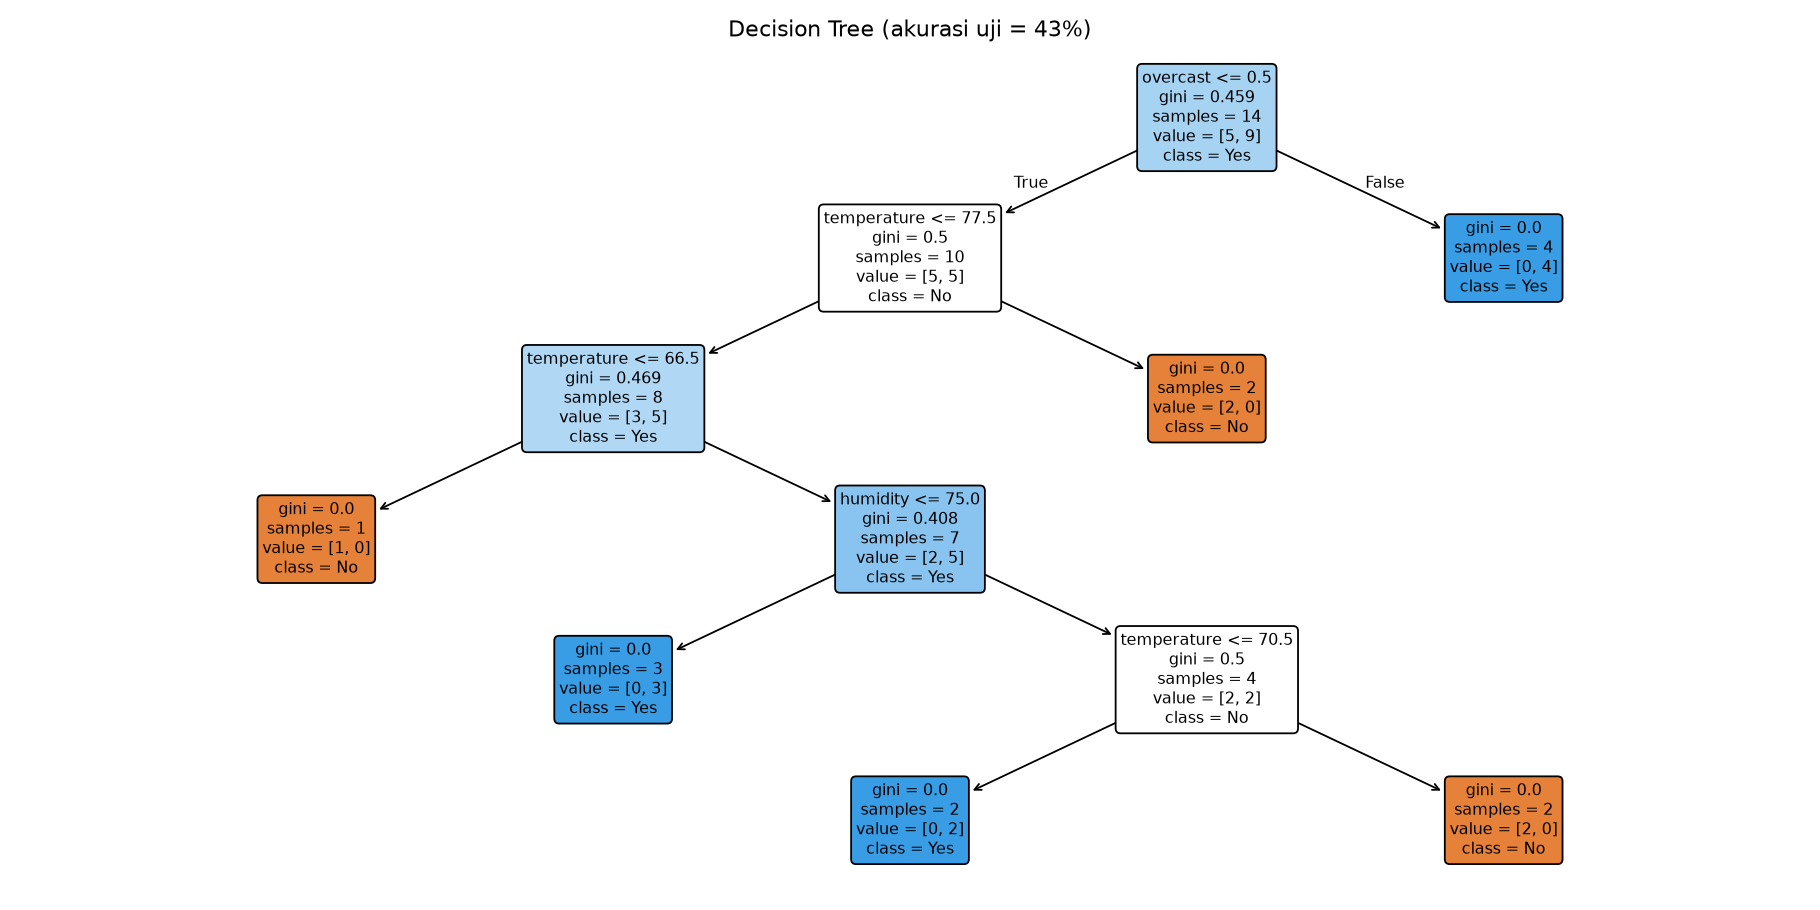 Decision Tree (akurasi uji = 43%)
overcast <= 0.5
gini = 0.459
samples = 14
value = [5, 9]
class = Yes
True
False
temperature <= 77.5
gini = 0.5
samples = 10
value = [5, 5]
class = No
gini = 0.0
samples = 4
value = [0, 4]
class = Yes
temperature <= 66.5
gini = 0.469
samples = 8
value = [3, 5]
class = Yes
gini = 0.0
samples = 2
value = [2, 0]
class = No
gini = 0.0
samples = 1
value = [1, 0]
class = No
humidity <= 75.0
gini = 0.408
samples = 7
value = [2, 5]
class = Yes
gini = 0.0
samples = 3
value = [0, 3]
class = Yes
temperature <= 70.5
gini = 0.5
samples = 4
value = [2, 2]
class = No
gini = 0.0
samples = 2
value = [0, 2]
class = Yes
gini = 0.0
samples = 2
value = [2, 0]
class = No